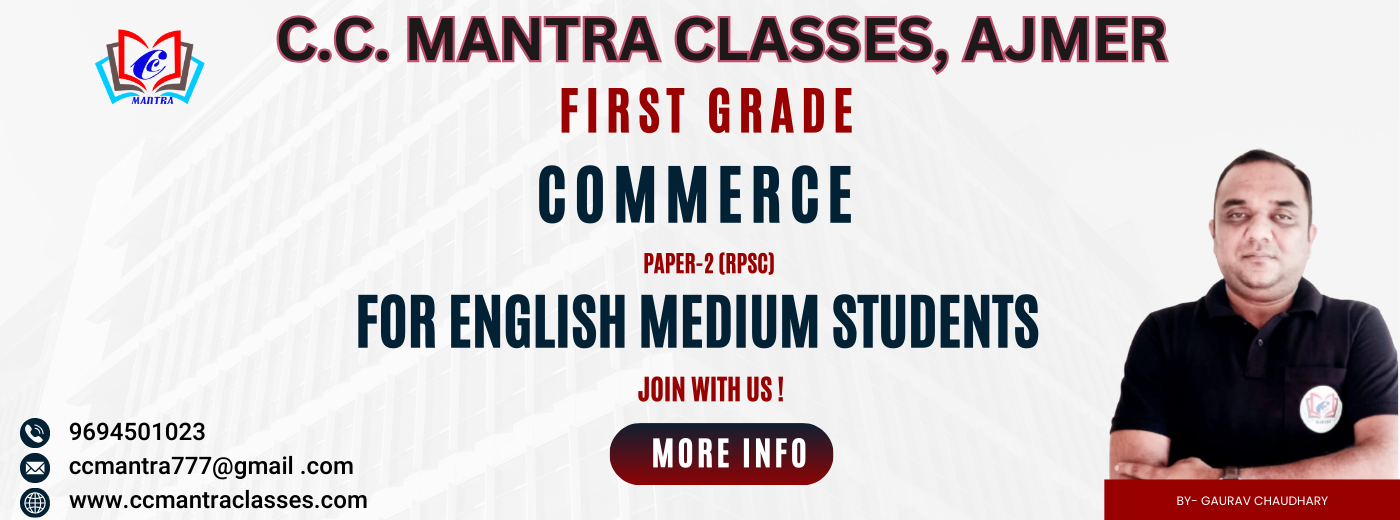 C.C. MANTRA CLASSES, AJMER
Cc
MANTRA
FIRST GRADE
COMMERCE
PAPER-2 (RPSC)
FOR ENGLISH MEDIUM STUDENTS
JOIN WITH US !
MORE INFO
9694501023
ccmantra777@gmail .com
www.ccmantraclasses.com
BY- GAURAV CHAUDHARY